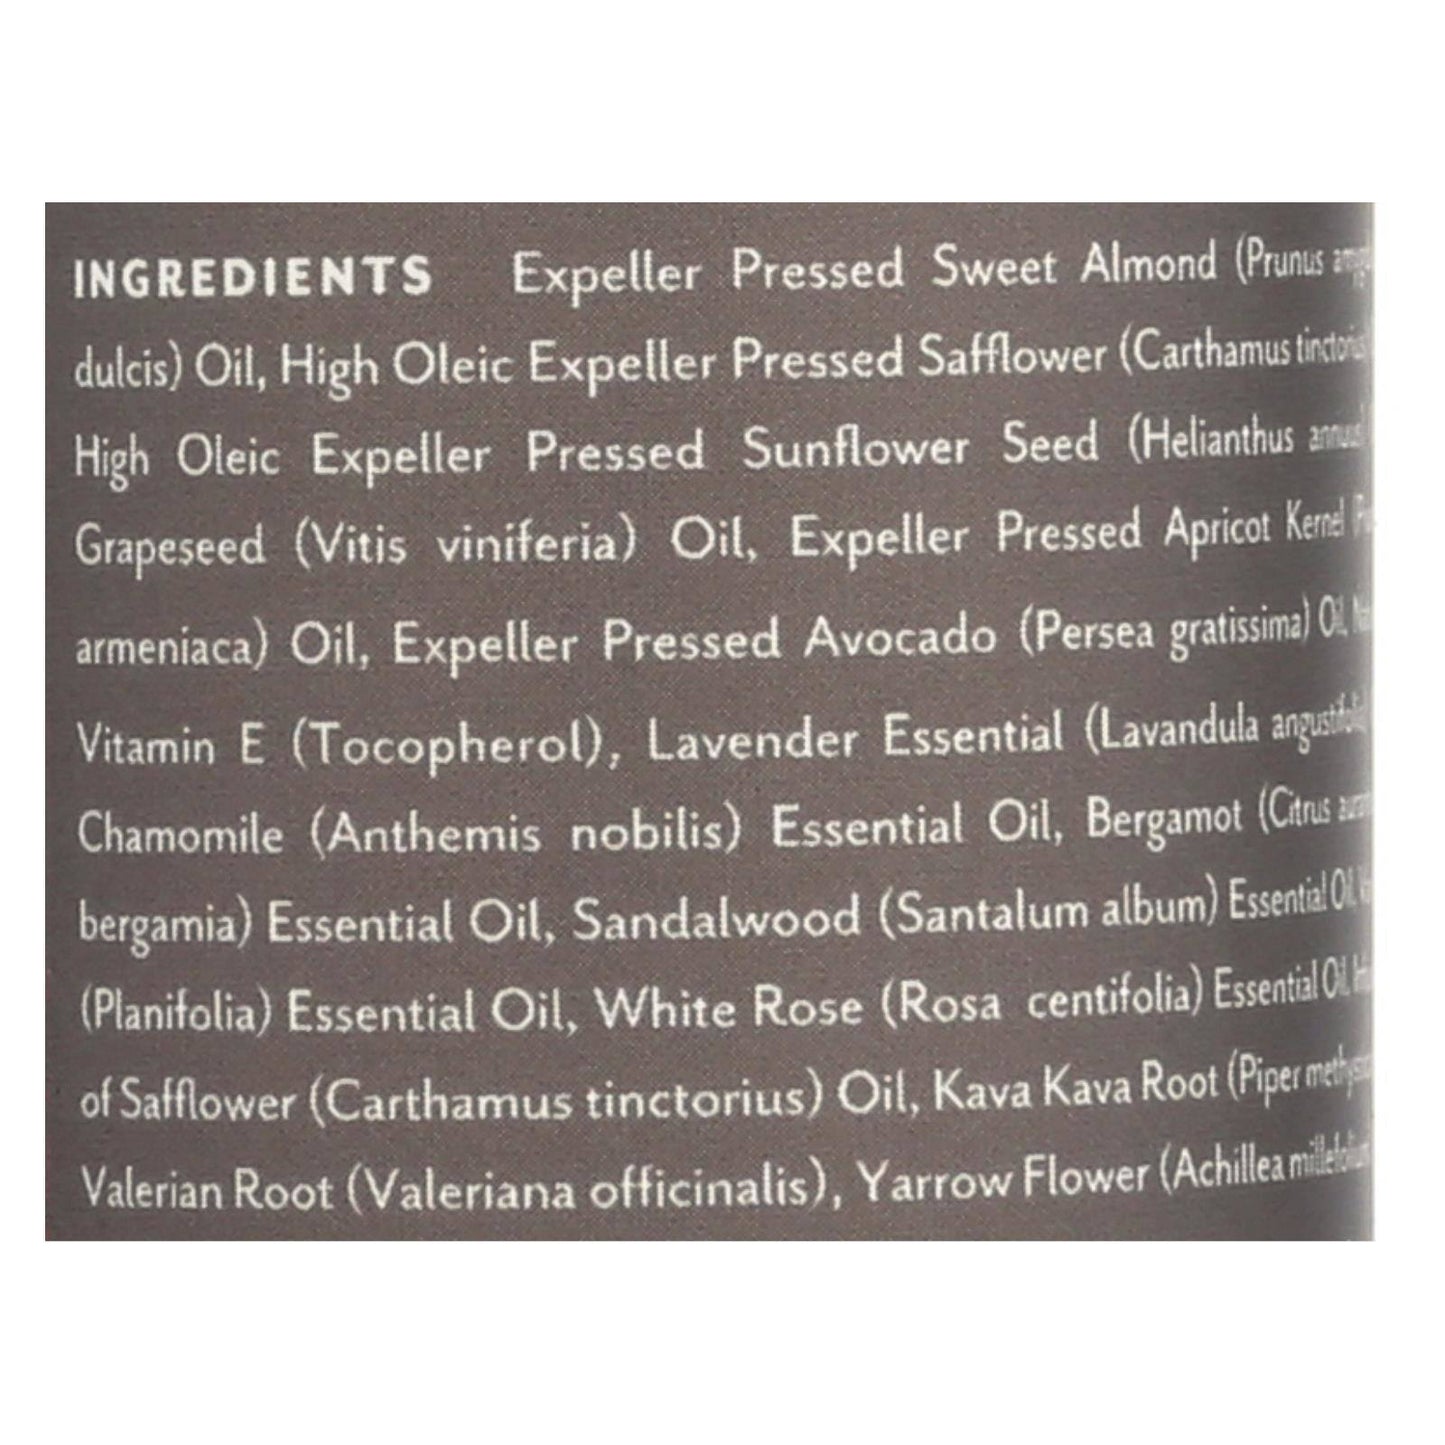 INGREDIENTS Expeller Pressed Sweet Almond (Prunus
dulcis) Oil, High Oleic Expeller Pressed Safflower (Carthamus tinctorius)
High Oleic Expeller Pressed Sunflower Seed (Helianthus annuus)
Grapeseed (Vitis viniferia) Oil, Expeller Pressed Apricot Kernel
armeniaca) Oil, Expeller Pressed Avocado (Persea gratissima) Oil,
Vitamin E (Tocopherol), Lavender Essential (Lavandula angustifolia)
Chamomile (Anthemis nobilis) Essential Oil, Bergamot (Citrus
bergamia) Essential Oil, Sandalwood (Santalum album) Essential Oil,
(Planifolia) Essential Oil, White Rose (Rosa centifolia) Essential Oil,
of Safflower (Carthamus tinctorius) Oil, Kava Kava Root (Piper
Valerian Root (Valeriana officinalis), Yarrow Flower (Achillea millefolium